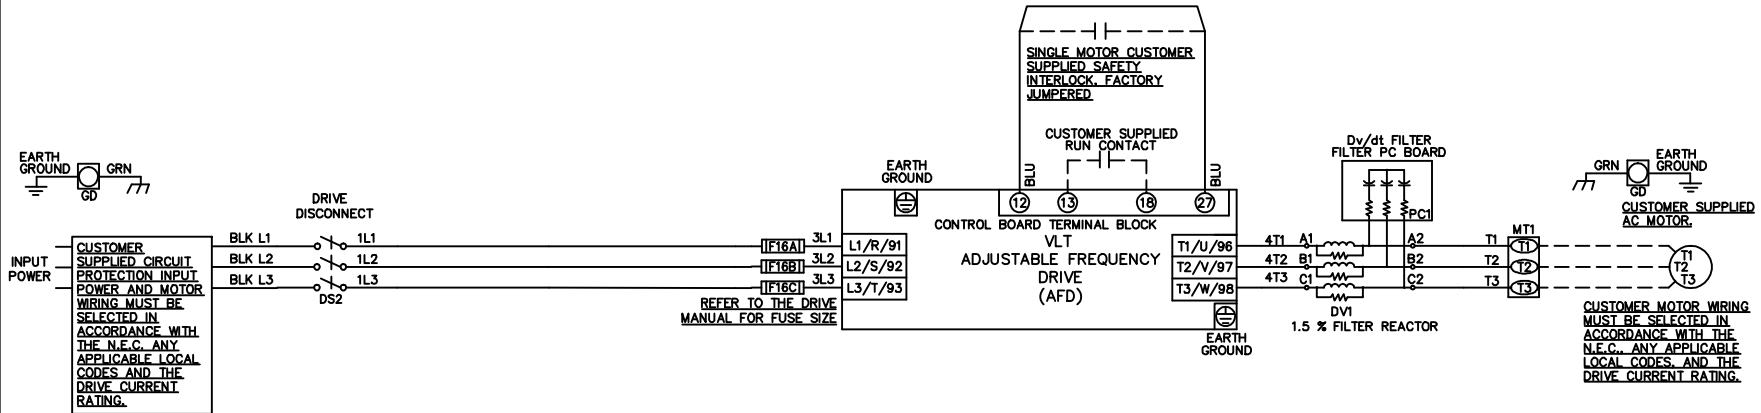 EARTH
GROUND
GRN
GD
INPUT
POWER
CUSTOMER
SUPPLIED CIRCUIT
PROTECTION INPUT
POWER AND MOTOR
WIRING MUST BE
SELECTED IN
ACCORDANCE WITH
THE N.E.C. ANY
APPLICABLE LOCAL
CODES AND THE
DRIVE CURRENT
RATING.
BLK L1
BLK L2
BLK L3
DRIVE
DISCONNECT
DS2
1L1
1L2
1L3
F16A
F16B
F16C
3L1
3L2
3L3
REFER TO THE DRIVE
MANUAL FOR FUSE SIZE
SINGLE MOTOR CUSTOMER
SUPPLIED SAFETY
INTERLOCK, FACTORY
JUMPERED
CUSTOMER SUPPLIED
RUN CONTACT
BLU
BLU
EARTH
GROUND
12
13
18
27
CONTROL BOARD TERMINAL BLOCK
VLT
ADJUSTABLE FREQUENCY
DRIVE
(AFD)
L1/R/91
L2/S/92
L3/T/93
T1/U/96
T2/V/97
T3/W/98
EARTH
GROUND
4T1
4T2
4T3
A1
B1
C1
Dv/dt FILTER
FILTER PC BOARD
PC1
A2
B2
C2
DV1
1.5 % FILTER REACTOR
T1
T2
T3
MT1
T1
T2
T3
GRN
GD
EARTH
GROUND
CUSTOMER SUPPLIED
AC MOTOR.
T1
T2
T3
CUSTOMER MOTOR WIRING
MUST BE SELECTED IN
ACCORDANCE WITH THE
N.E.C., ANY APPLICABLE
LOCAL CODES, AND THE
DRIVE CURRENT RATING.